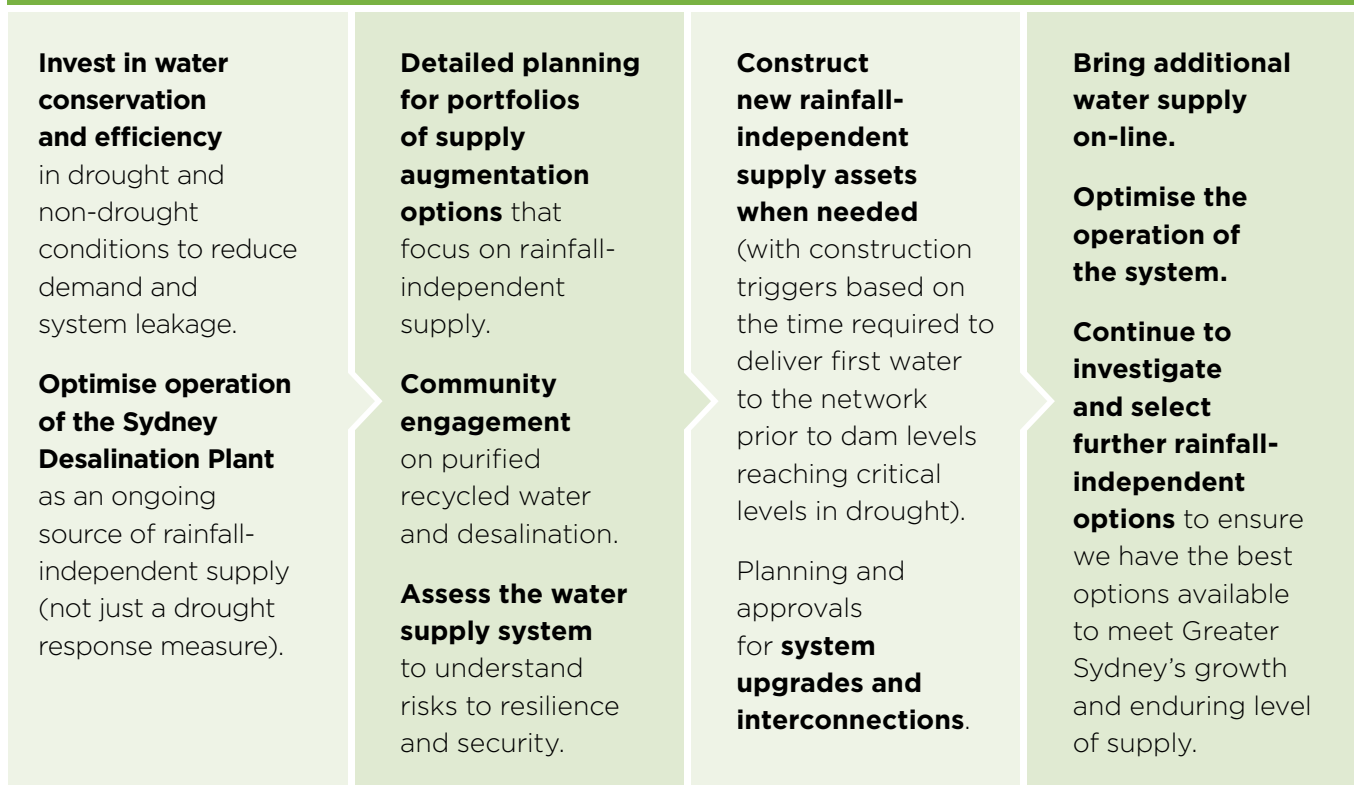 Invest in water
conservation
and efficiency
in drought and
non-drought
conditions to reduce
demand and
system leakage.
Optimise operation
of the Sydney
Desalination Plant
as an ongoing
source of rainfall-
independent supply
(not just a drought
response measure).
Detailed planning
for portfolios
of supply
augmentation
options that
focus on rainfall-
independent
supply.
Community
engagement
on purified
recycled water
and desalination.
Assess the water
supply system
to understand
risks to resilience
and security.
Construct
new rainfall-
independent
supply assets
when needed
(with construction
triggers based on
the time required to
deliver first water
to the network
prior to dam levels
reaching critical
levels in drought).
Planning and
approvals
for system
upgrades and
interconnections.
Bring additional
water supply
on-line.
Optimise the
operation of
the system.
Continue to
investigate
and select
further rainfall-
independent
options to ensure
we have the best
options available
to meet Greater
Sydney's growth
and enduring level
of supply.